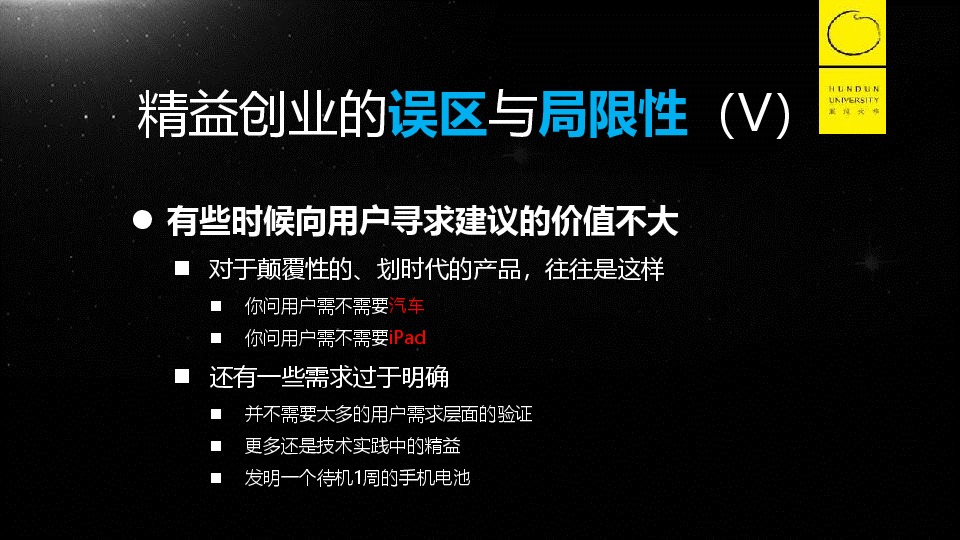 精益创业的误区与局限性（V）
HUNDUN
UNIVERSITY
混沌大学
有些时候向用户寻求建议的价值不大
对于颠覆性的、划时代的产品，往往是这样
你问用户需不需要汽车
你问用户需不需要iPad
还有一些需求过于明确
并不需要太多的用户需求层面的验证
更多还是技术实践中的精益
发明一个待机1周的手机电池